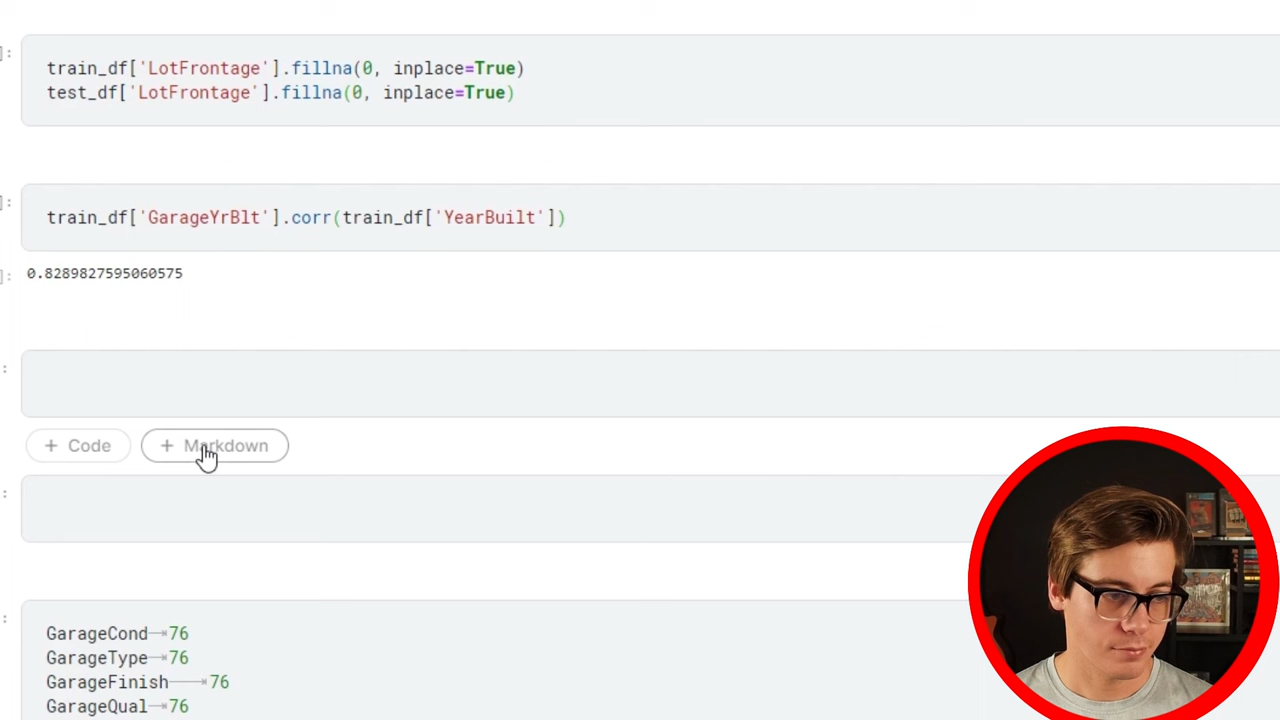 ]:
train_df['LotFrontage'].fillna(0, inplace=True)
test_df['LotFrontage'].fillna(0, inplace=True)
]:
train_df['GarageYrBlt'].corr(train_df['YearBuilt'])
]:
0.8289827595060575
:
+ Code + Markdown
:
:
GarageCond 76
GarageType 76
GarageFinish 76
GarageQual 76